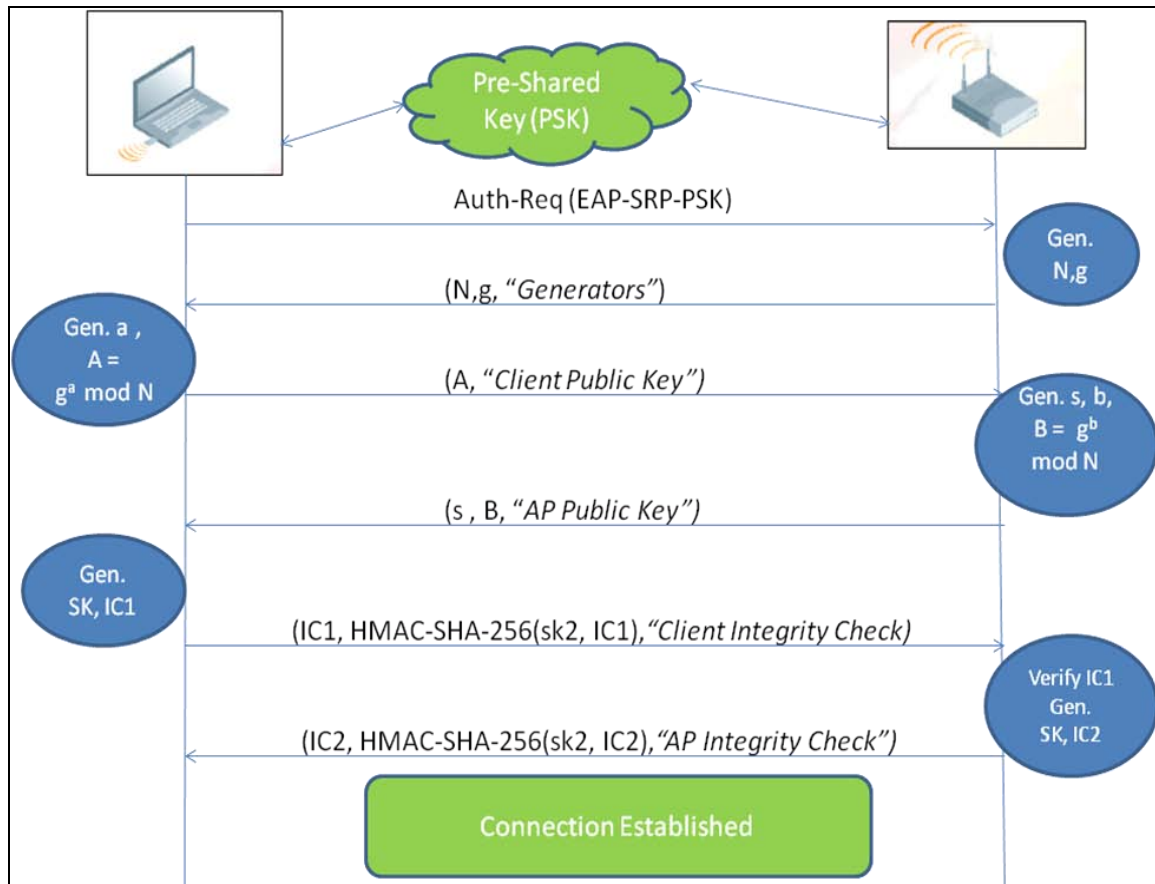 Pre-Shared
Key (PSK)
Auth-Req (EAP-SRP-PSK)
Gen.
N,g
(N,g, “Generators”)
Gen. a ,
A =
gᵃ mod N
(A, “Client Public Key”)
Gen. s, b,
B = gᵇ
mod N
(s , B, “AP Public Key”)
Gen.
SK, IC1
(IC1, HMAC-SHA-256(sk2, IC1),“Client Integrity Check)
Verify IC1
Gen.
SK, IC2
(IC2, HMAC-SHA-256(sk2, IC2),“AP Integrity Check”)
Connection Established